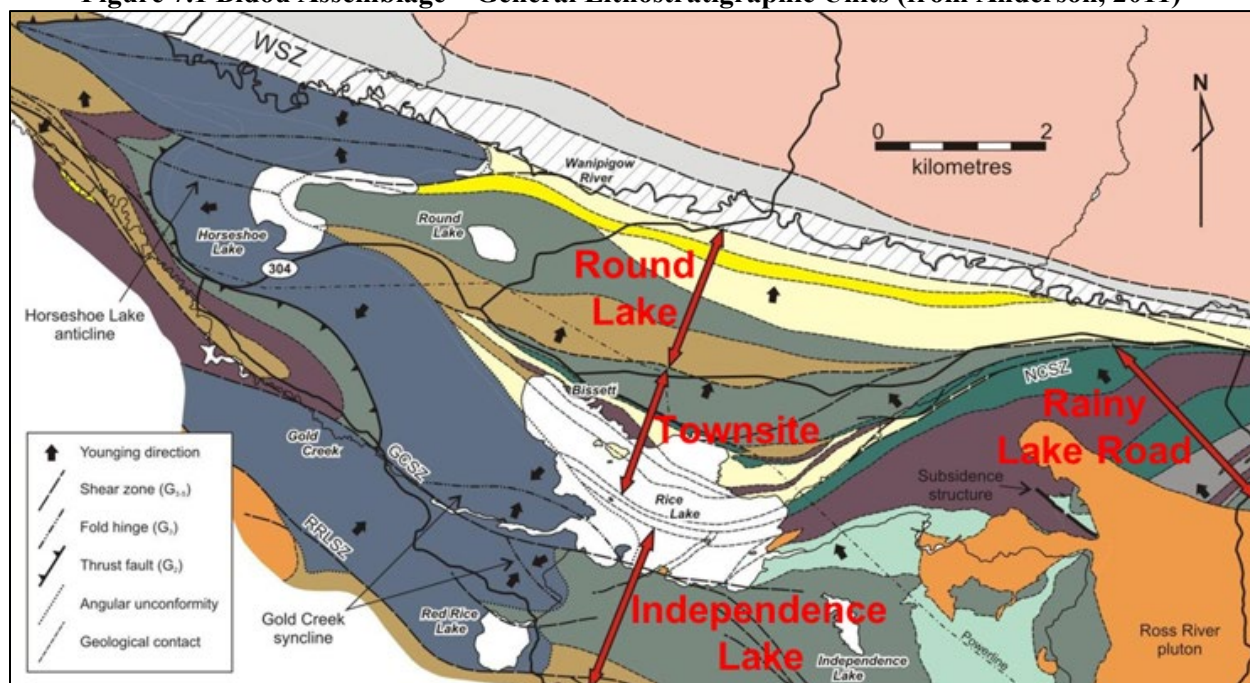 Figure 7.1 Bidou Assemblage – General Lithostratigraphic Units (from Anderson, 2011)
WSZ
N
0 2
kilometres
Wanipigow
River
Round
Lake
Horseshoe
Lake
304
Round
Lake
Horseshoe Lake
anticline
NCSZ
Bissett
Townsite
Rainy
Lake Road
Gold
Creek
GCSZ
Subsidence
structure
Rice
Lake
RRLSZ
Gold Creek
syncline
Red Rice
Lake
Independence
Lake
Independence
Lake
Powerline
Ross River
pluton
Younging direction
Shear zone (G₃₋₅)
Fold hinge (G₃)
Thrust fault (G₂)
Angular unconformity
Geological contact